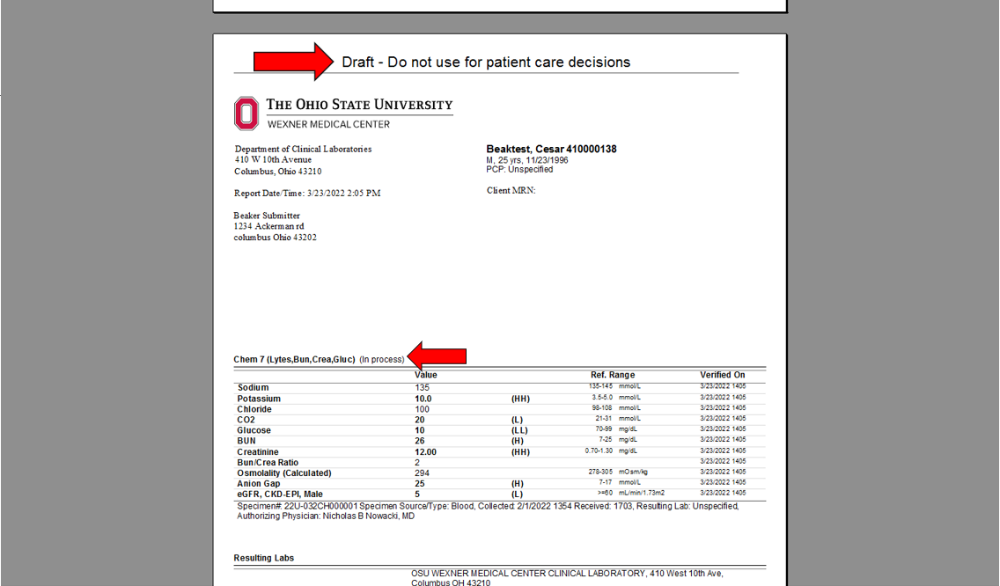 Draft - Do not use for patient care decisions
THE OHIO STATE UNIVERSITY
WEXNER MEDICAL CENTER
Department of Clinical Laboratories
410 W 10th Avenue
Columbus, Ohio 43210
Report Date/Time: 3/23/2022 2:05 PM
Beaker Submitter
1234 Ackerman rd
columbus Ohio 43202
Beaktest, Cesar 410000138
M, 25 yrs, 11/23/1996
PCP: Unspecified
Client MRN:
Chem 7 (Lytes,Bun,Crea,Gluc) (In process)
Value Ref. Range Verified On
Sodium 135 135-145 mmol/L 3/23/2022 1405
Potassium 10.0 (HH) 3.5-5.0 mmol/L 3/23/2022 1405
Chloride 100 98-108 mmol/L 3/23/2022 1405
CO2 20 (L) 21-31 mmol/L 3/23/2022 1405
Glucose 10 (LL) 70-99 mg/dL 3/23/2022 1405
BUN 26 (H) 7-25 mg/dL 3/23/2022 1405
Creatinine 12.00 (HH) 0.70-1.30 mg/dL 3/23/2022 1405
Bun/Crea Ratio 2 3/23/2022 1405
Osmolality (Calculated) 294 278-305 mOsm/kg 3/23/2022 1405
Anion Gap 25 (H) 7-17 mmol/L 3/23/2022 1405
eGFR, CKD-EPI, Male 5 (L) >=60 mL/min/1.73m2 3/23/2022 1405
Specimen#: 22U-032CH000001 Specimen Source/Type: Blood, Collected: 2/1/2022 1354 Received: 1703, Resulting Lab: Unspecified,
Authorizing Physician: Nicholas B Nowacki, MD
Resulting Labs
OSU WEXNER MEDICAL CENTER CLINICAL LABORATORY, 410 West 10th Ave,
Columbus OH 43210